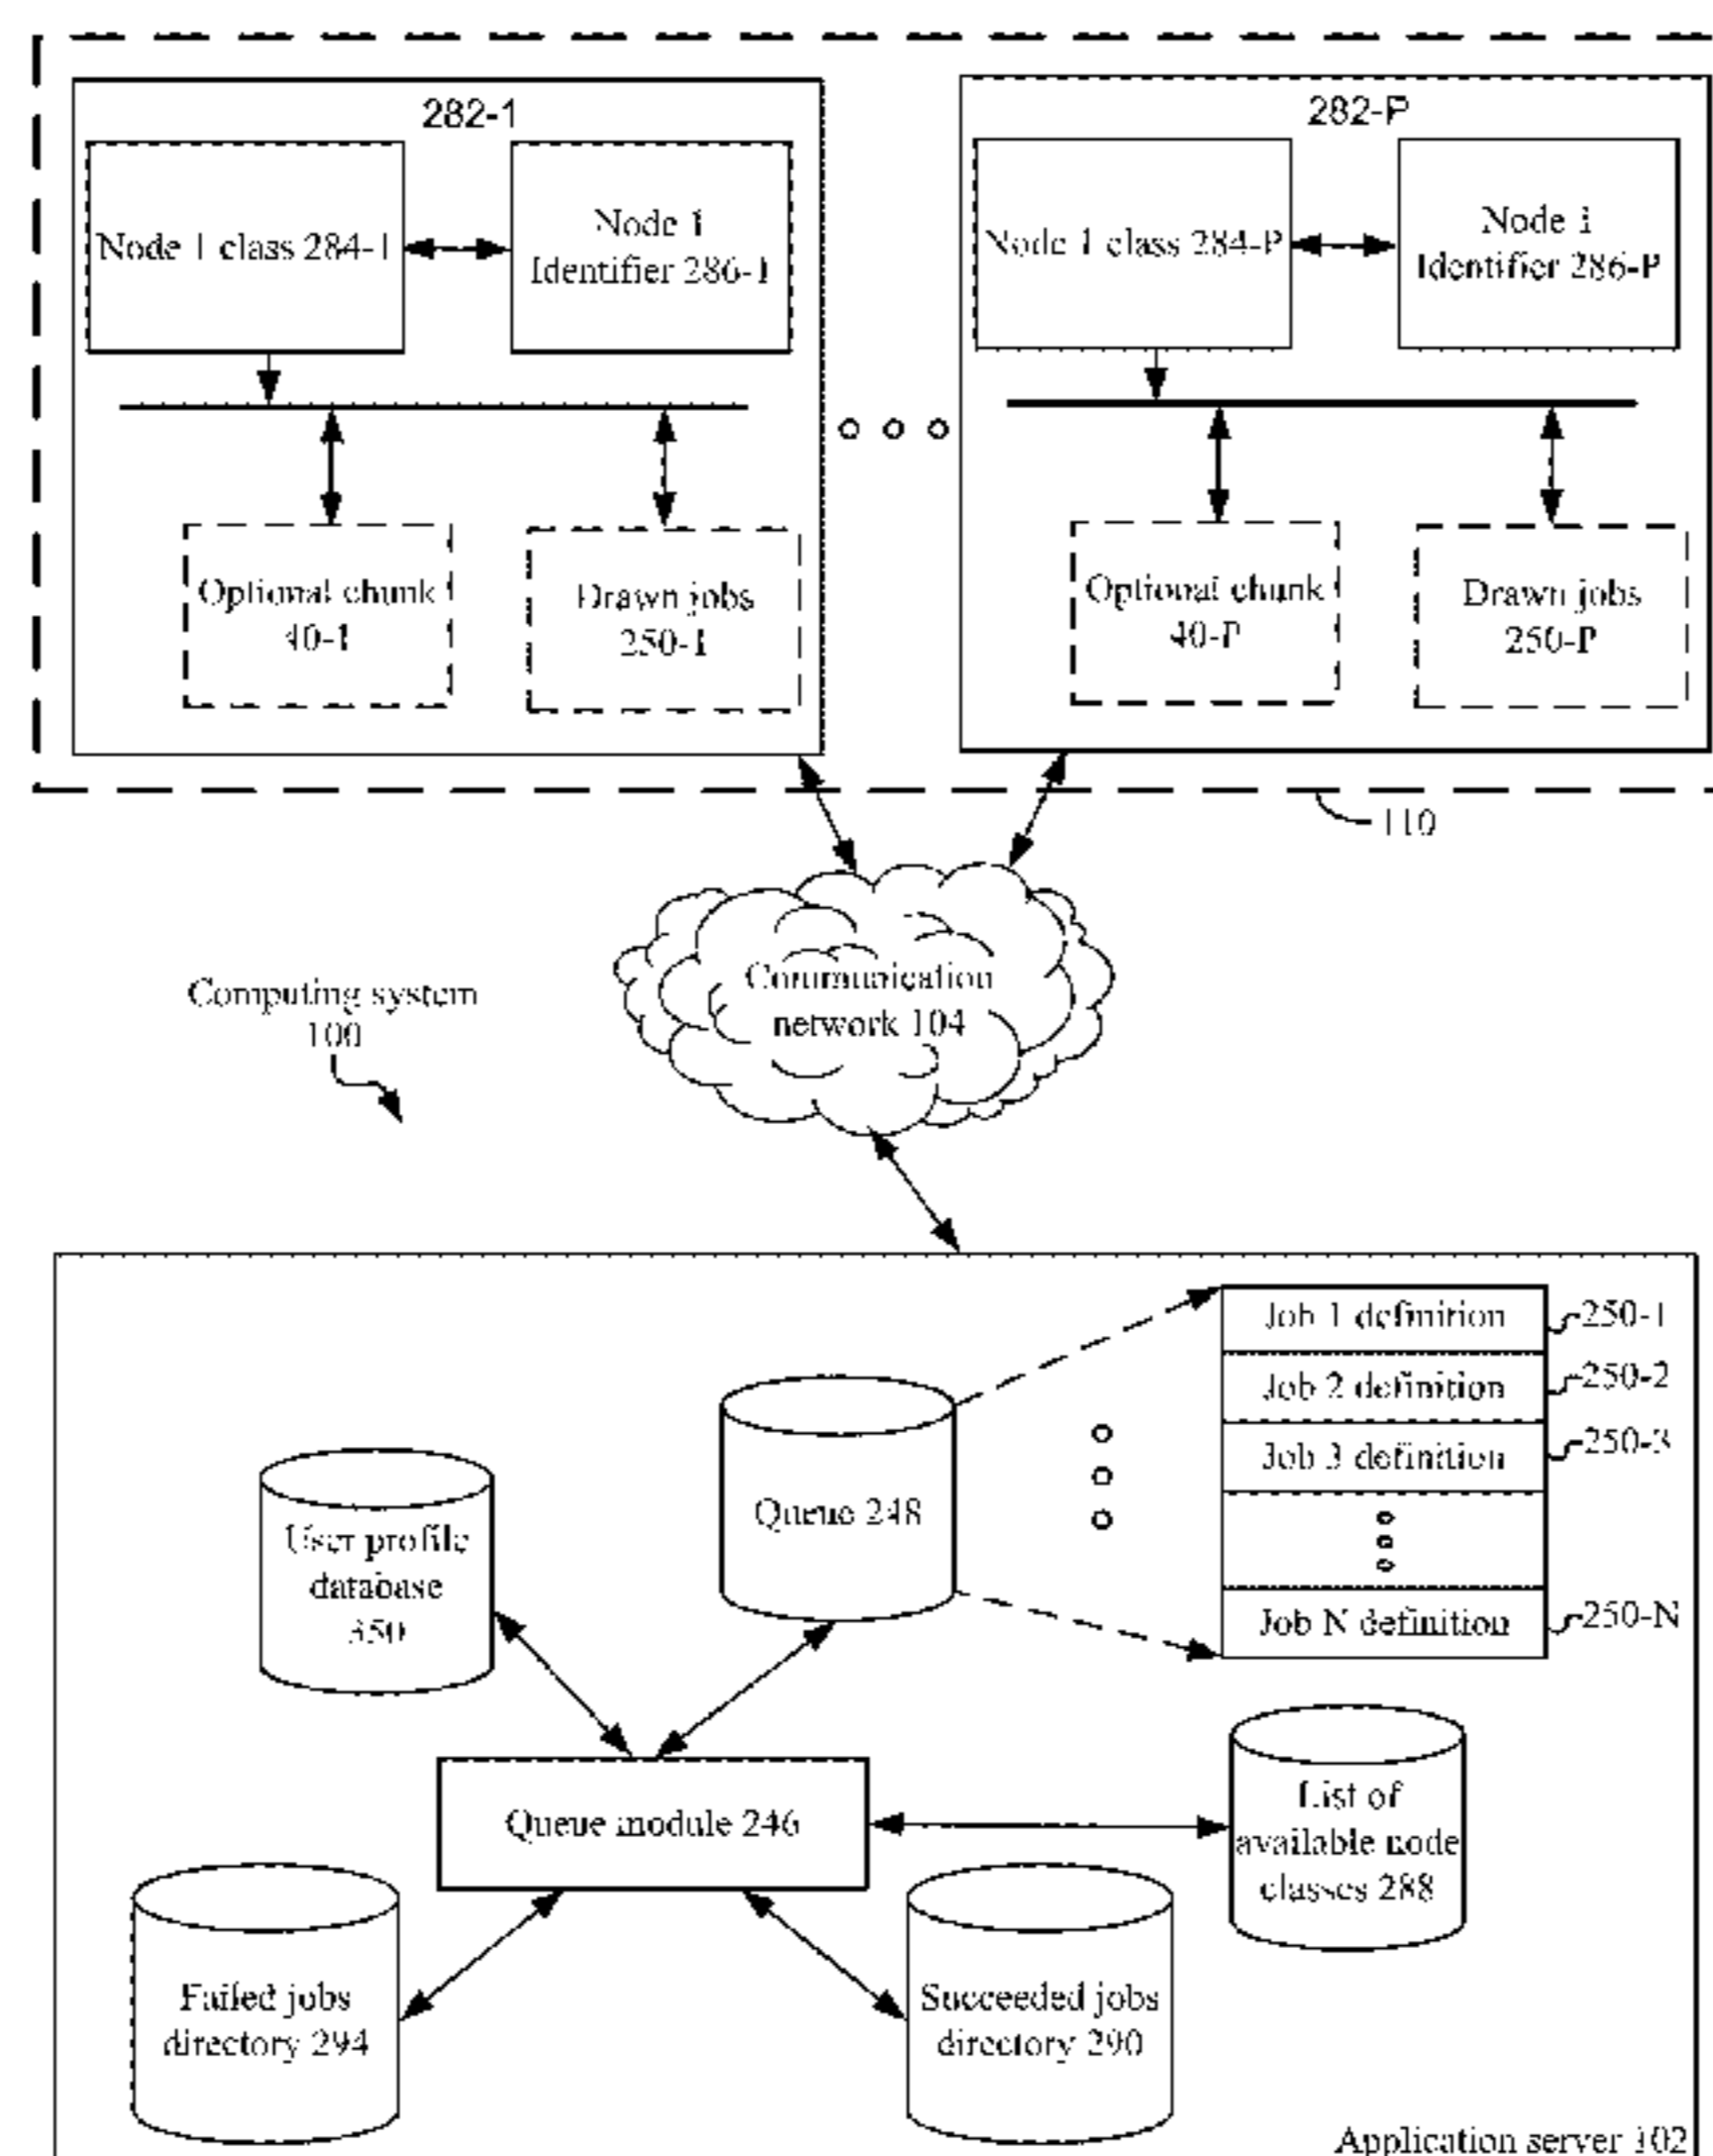 282-1
Node 1 class 284-1
Node 1
Identifier 286-1
Optional chunk
40-1
Drawn jobs
250-1
282-P
Node 1 class 284-P
Node 1
Identifier 286-P
Optional chunk
40-P
Drawn jobs
250-P
110
Communication
network 104
Computing system
100
Job 1 definition
250-1
Job 2 definition
250-2
Job 3 definition
250-3
Job N definition
250-N
Queue 248
User profile
database
350
Queue module 246
List of
available node
classes 288
Failed jobs
directory 294
Succeeded jobs
directory 290
Application server 102